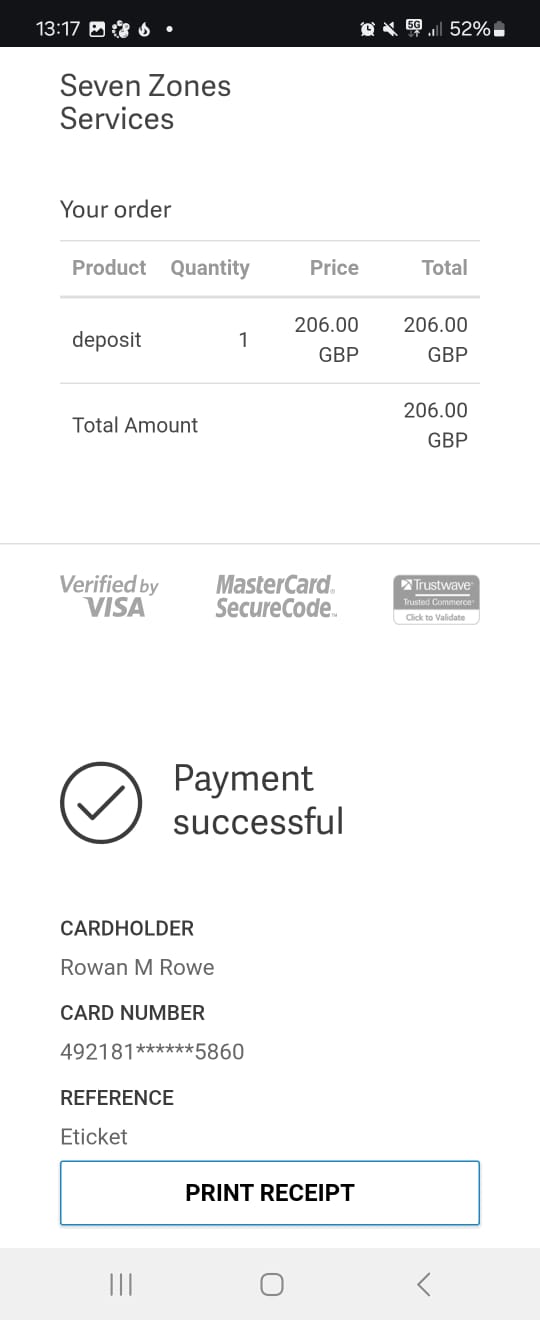 13:17 5G 52%
Seven Zones
Services
Your order
Product Quantity Price Total
deposit 1 206.00 GBP 206.00 GBP
Total Amount 206.00 GBP
Verified by
VISA
MasterCard.
SecureCode™
Trustwave®
Trusted Commerce®
Click to Validate
Payment
successful
CARDHOLDER
Rowan M Rowe
CARD NUMBER
492181******5860
REFERENCE
Eticket
PRINT RECEIPT